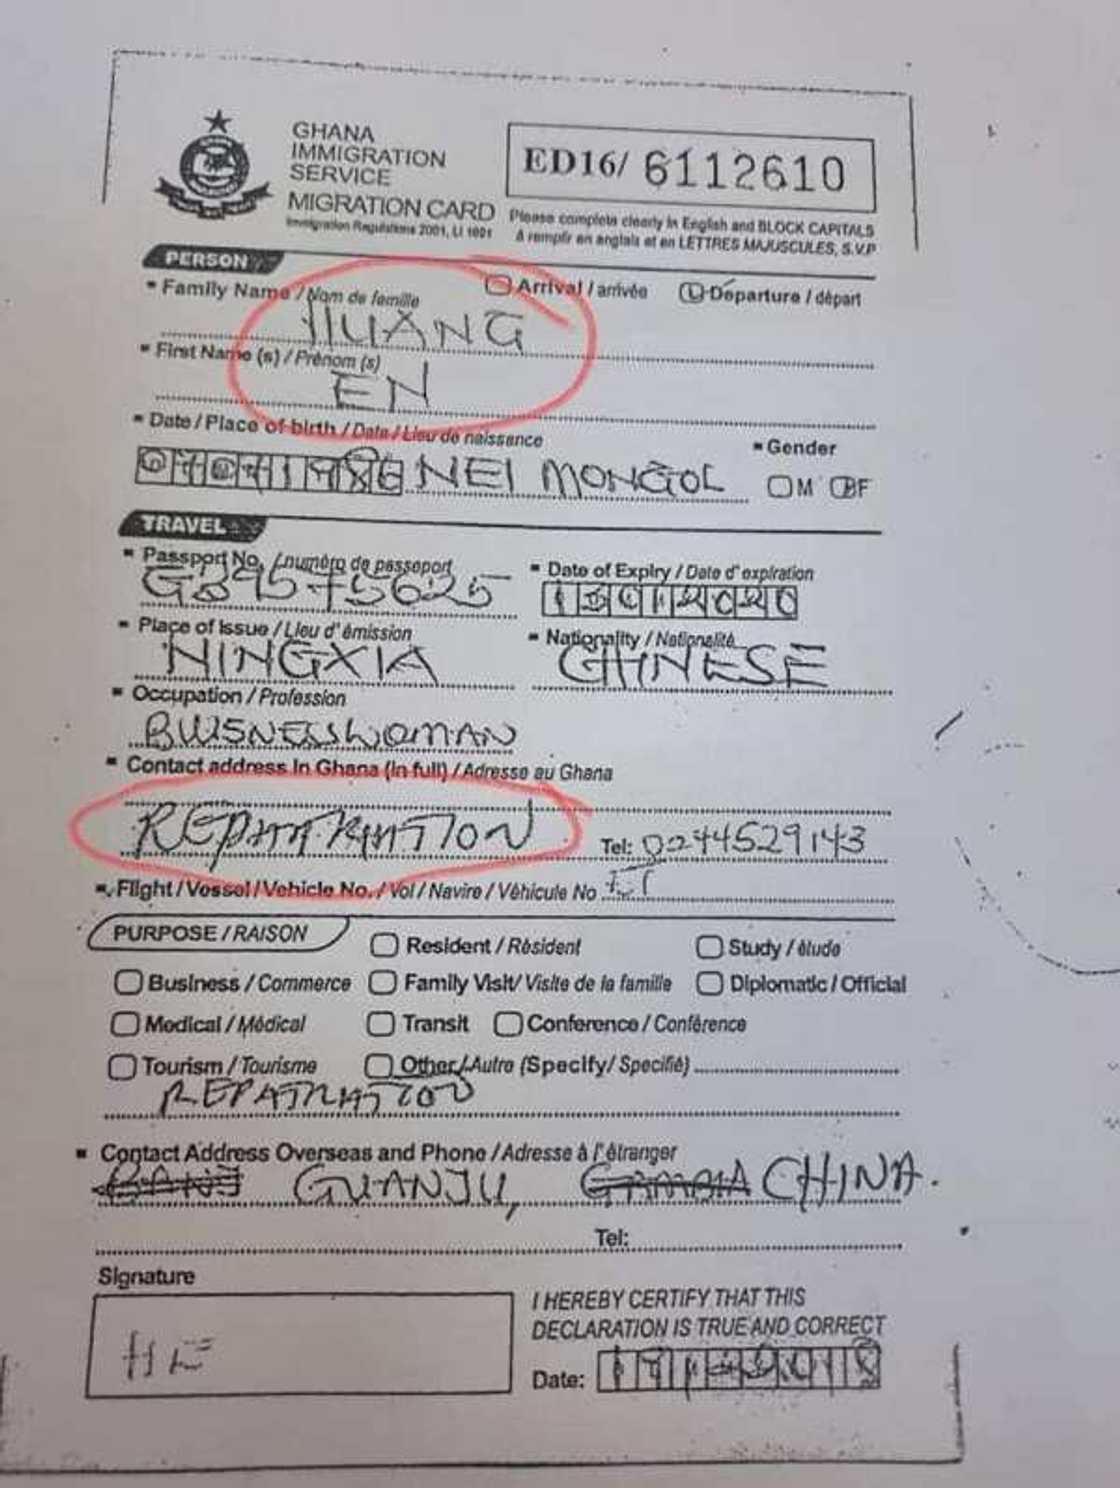 GHANA
IMMIGRATION
SERVICE
MIGRATION CARD
Immigration Regulations 2001, LI 1691
ED16/ 6112610
Please complete clearly in English and BLOCK CAPITALS
À remplir en anglais et en LETTRES MAJUSCULES, S.V.P
PERSON
Family Name / Nom de famille
Arrival / arrivée Départure / départ
HUANG
First Name (s) / Prénom (s)
EN
Date / Place of birth / Date / Lieu de naissance
Gender
NEI MONGOL
M F
TRAVEL
Passport No. / numéro de passeport
Date of Expiry / Date d' expiration
G39575625
Place of Issue / Lieu d' émission
Nationality / Nationalité
NINGXIA
CHINESE
Occupation / Profession
BUISNESSWOMAN
Contact address in Ghana (in full) / Adresse au Ghana
REPATRIATION
Tel: 0244529143
Flight / Vessel / Vehicle No. / Vol / Navire / Véhicule No ET
PURPOSE / RAISON
Resident / Résident
Study / étude
Business / Commerce
Family Visit/ Visite de la famille
Diplomatic / Official
Medical / Médical
Transit
Conference / Conférence
Tourism / Tourisme
Other / Autre (Specify/ Specifié)
REPATRIATION
Contact Address Overseas and Phone / Adresse à l' étranger
GUANJU, GAMBIA CHINA.
Tel:
Signature
HE
I HEREBY CERTIFY THAT THIS
DECLARATION IS TRUE AND CORRECT
Date: